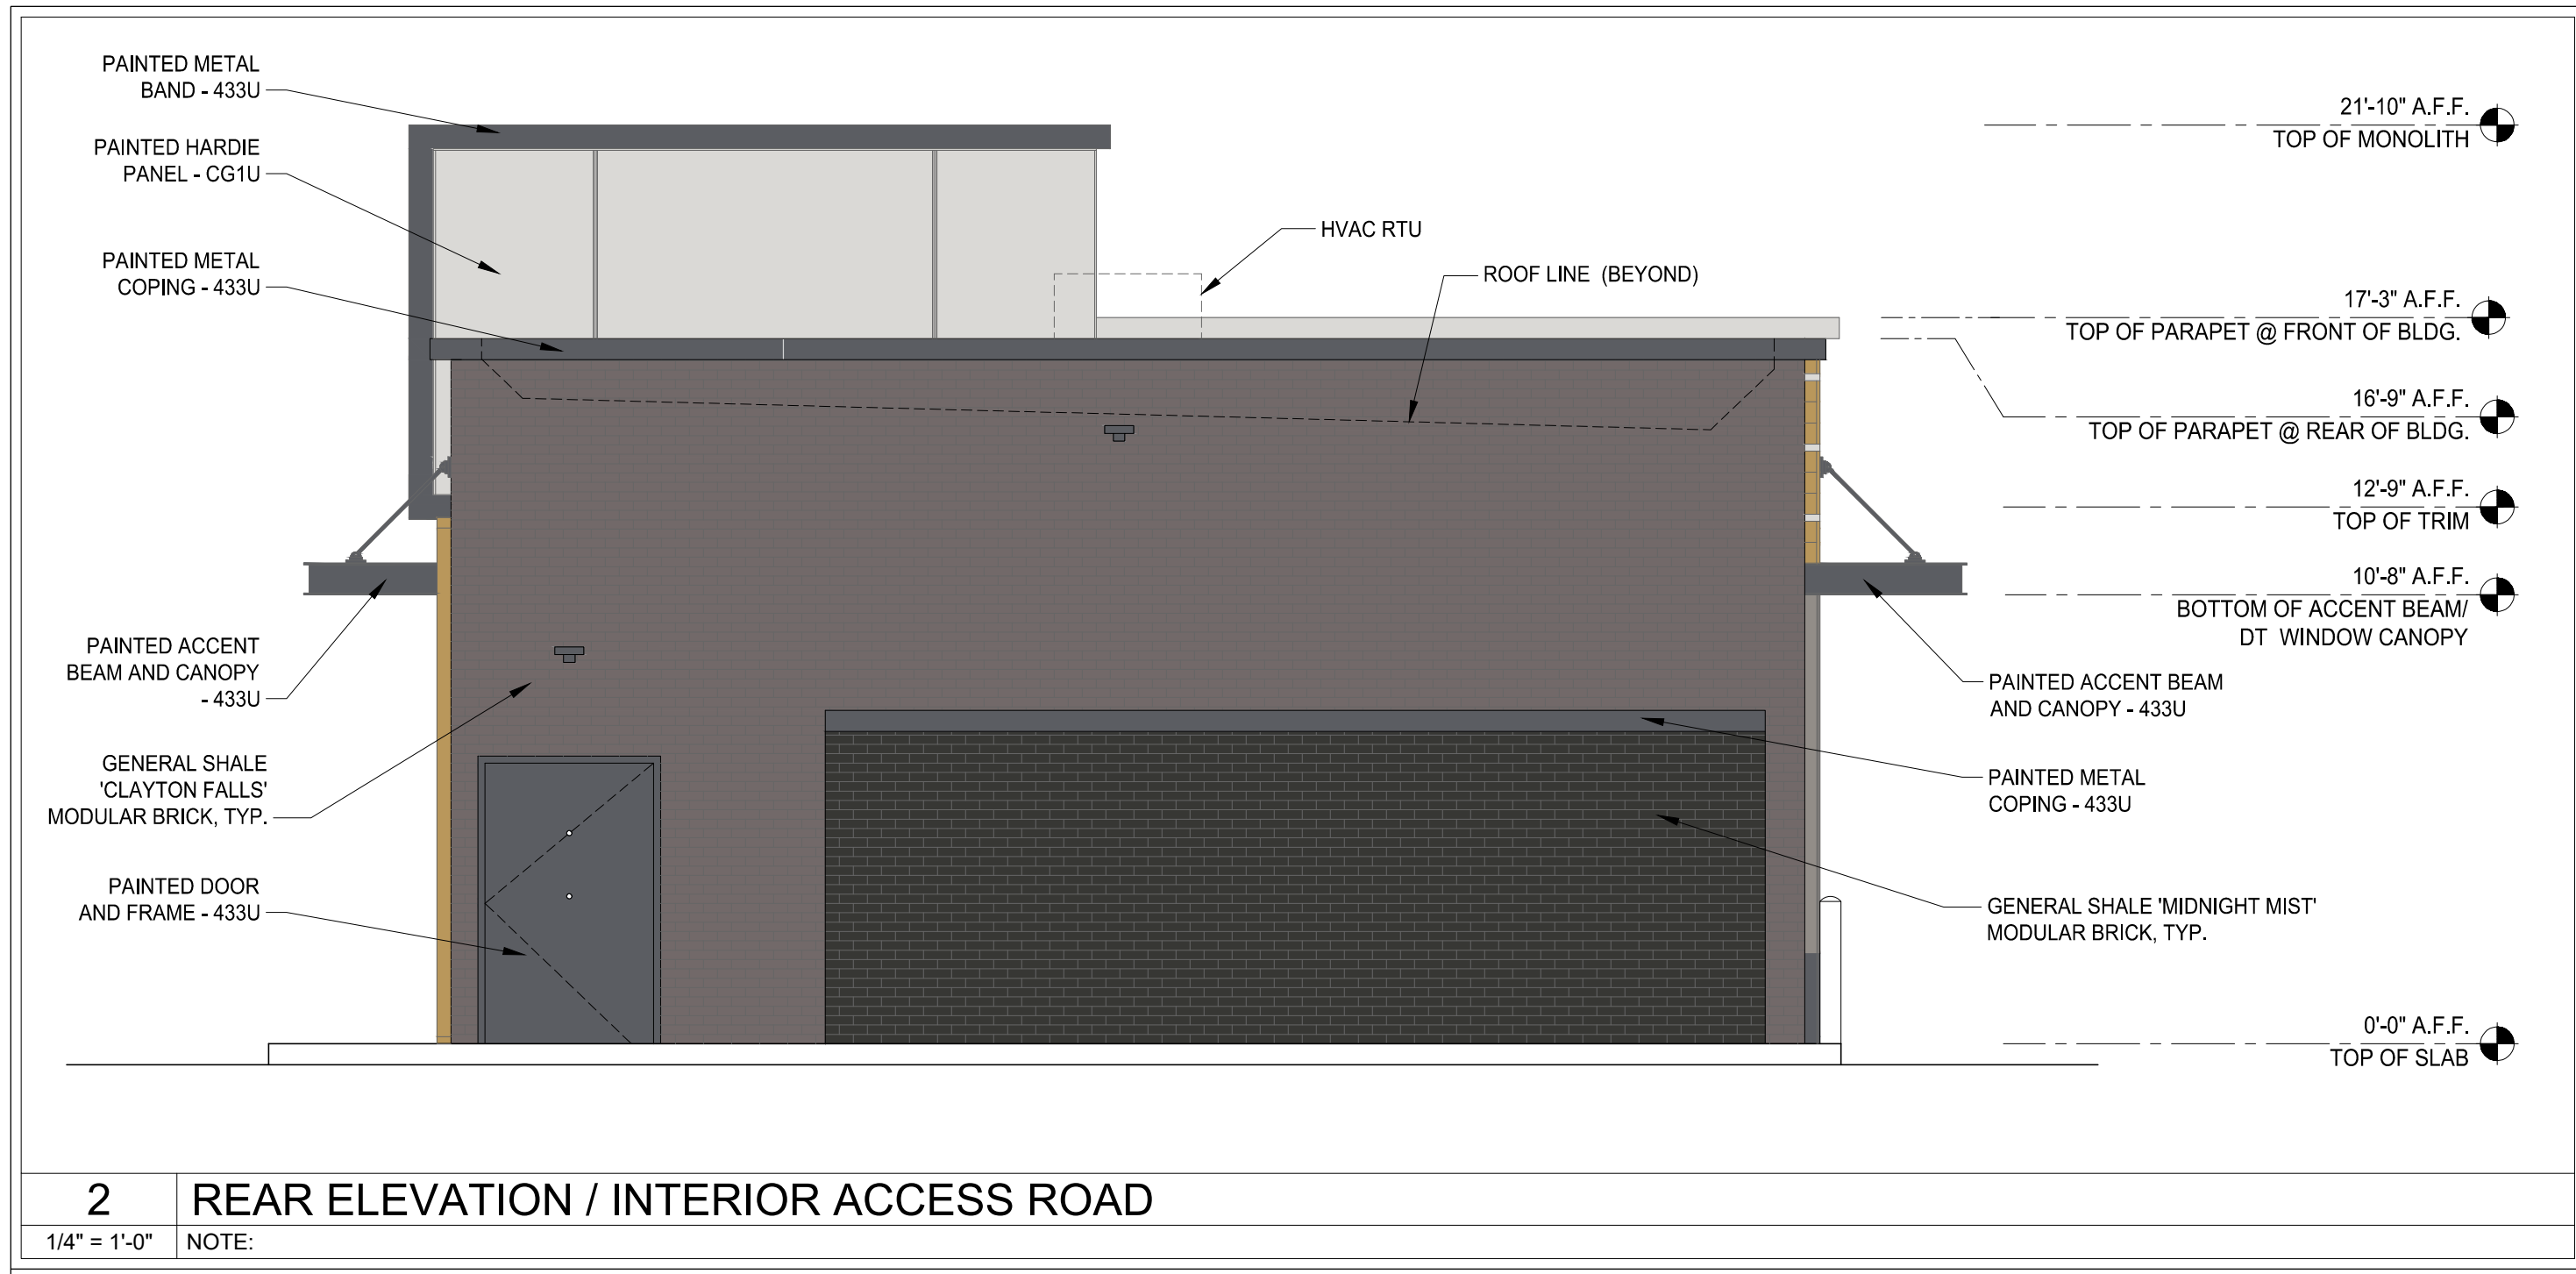 PAINTED METAL
BAND - 433U
PAINTED HARDIE
PANEL - CG1U
PAINTED METAL
COPING - 433U
PAINTED ACCENT
BEAM AND CANOPY
- 433U
GENERAL SHALE
'CLAYTON FALLS'
MODULAR BRICK, TYP.
PAINTED DOOR
AND FRAME - 433U
HVAC RTU
ROOF LINE (BEYOND)
21'-10" A.F.F.
TOP OF MONOLITH
17'-3" A.F.F.
TOP OF PARAPET @ FRONT OF BLDG.
16'-9" A.F.F.
TOP OF PARAPET @ REAR OF BLDG.
12'-9" A.F.F.
TOP OF TRIM
10'-8" A.F.F.
BOTTOM OF ACCENT BEAM/
DT WINDOW CANOPY
PAINTED ACCENT BEAM
AND CANOPY - 433U
PAINTED METAL
COPING - 433U
GENERAL SHALE 'MIDNIGHT MIST'
MODULAR BRICK, TYP.
0'-0" A.F.F.
TOP OF SLAB
2
REAR ELEVATION / INTERIOR ACCESS ROAD
1/4" = 1'-0"
NOTE: